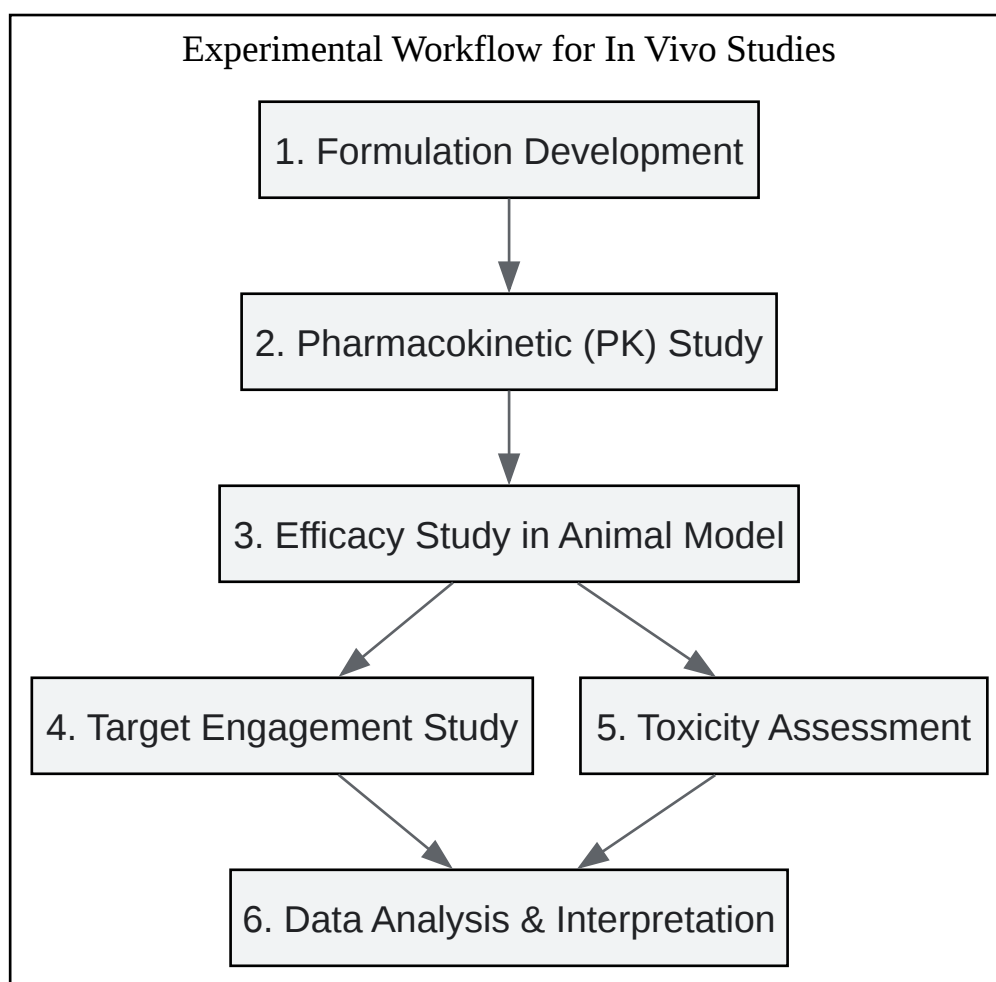 Experimental Workflow for In Vivo Studies
1. Formulation Development
2. Pharmacokinetic (PK) Study
3. Efficacy Study in Animal Model
4. Target Engagement Study
5. Toxicity Assessment
6. Data Analysis & Interpretation